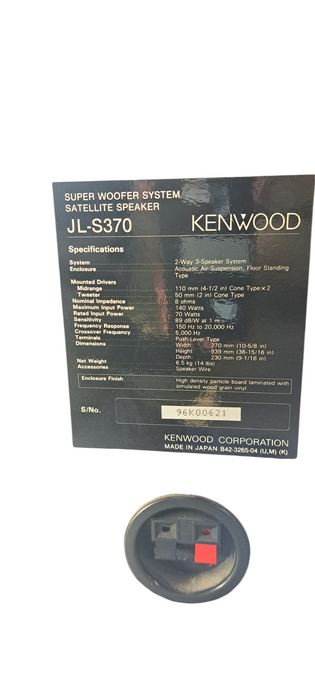 SUPER WOOFER SYSTEM
SATELLITE SPEAKER
JL-S370 KENWOOD
Specifications
System 2-Way 3-Speaker System
Enclosure Acoustic Air-Suspension, Floor Standing
Type
Mounted Drivers
Midrange 110 mm (4-1/2 in) Cone Type×2
Tweeter 50 mm (2 in) Cone Type
Nominal Impedance 8 ohms
Maximum Input Power 140 Watts
Rated Input Power 70 Watts
Sensitivity 89 dB/W at 1 m
Frequency Response 150 Hz to 20,000 Hz
Crossover Frequency 5,000 Hz
Terminals Push-Lever Type
Dimensions Width: 270 mm (10-5/8 in)
Height: 939 mm (36-15/16 in)
Depth: 230 mm (9-1/16 in)
Net Weight 6.5 kg (14 lbs)
Accessories Speaker Wire
Enclosure Finish High density particle board laminated with
simulated wood grain vinyl.
S/No. 96K00621
KENWOOD CORPORATION
MADE IN JAPAN B42-3265-04 (U,M) (K)